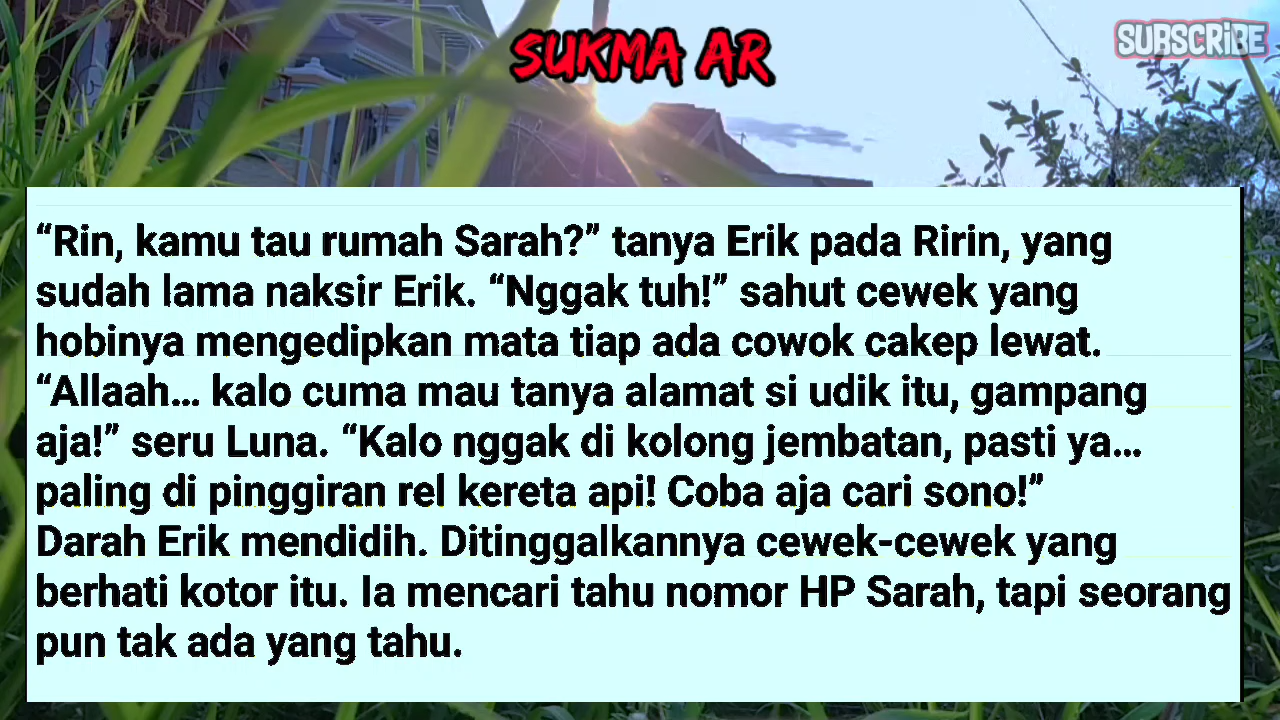 SUKMA AR
SUBSCRIBE
“Rin, kamu tau rumah Sarah?” tanya Erik pada Ririn, yang
sudah lama naksir Erik. “Nggak tuh!” sahut cewek yang
hobinya mengedipkan mata tiap ada cowok cakep lewat.
“Allaah… kalo cuma mau tanya alamat si udik itu, gampang
aja!” seru Luna. “Kalo nggak di kolong jembatan, pasti ya…
paling di pinggiran rel kereta api! Coba aja cari sono!”
Darah Erik mendidih. Ditinggalkannya cewek-cewek yang
berhati kotor itu. Ia mencari tahu nomor HP Sarah, tapi seorang
pun tak ada yang tahu.